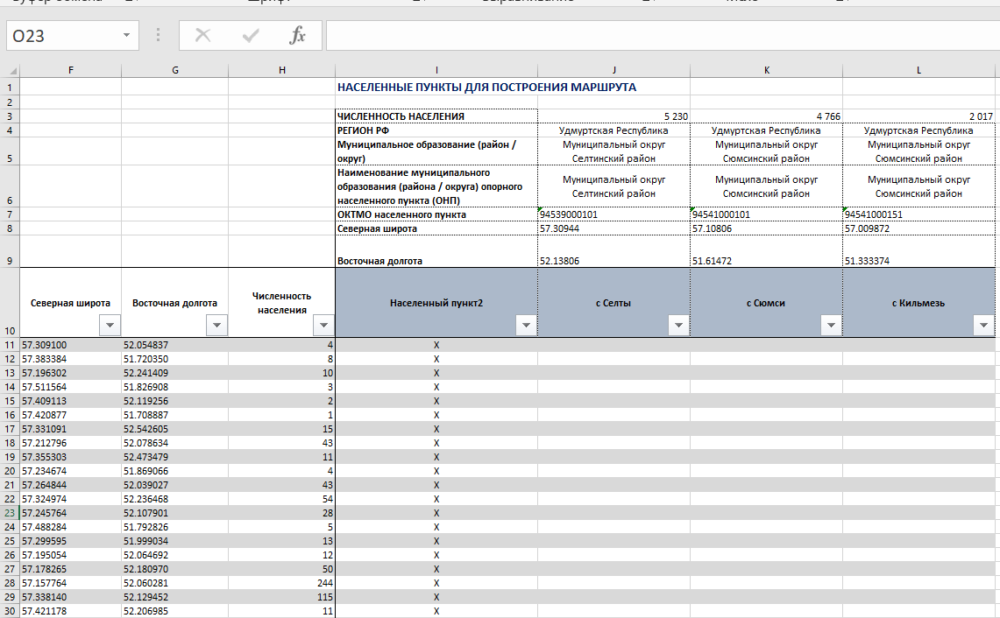 Буфер обмена Шрифт Выравнивание Число
O23 fx
F G H I J K L
1 НАСЕЛЕННЫЕ ПУНКТЫ ДЛЯ ПОСТРОЕНИЯ МАРШРУТА
2
3 ЧИСЛЕННОСТЬ НАСЕЛЕНИЯ 5 230 4 766 2 017
4 РЕГИОН РФ Удмуртская Республика Удмуртская Республика Удмуртская Республика
Муниципальное образование (район / Муниципальный округ Муниципальный округ Муниципальный округ
5 округ) Селтинский район Сюмсинский район Сюмсинский район
Наименование муниципального
образования (района / округа) опорного Муниципальный округ Муниципальный округ Муниципальный округ
6 населенного пункта (ОНП) Селтинский район Сюмсинский район Сюмсинский район
7 ОКТМО населенного пункта 94539000101 94541000101 94541000151
8 Северная широта 57.30944 57.10806 57.009872
9 Восточная долгота 52.13806 51.61472 51.333374
Северная широта Восточная долгота Численность населения Населенный пункт2 с Селты с Сюмси с Кильмезь
10
11 57.309100 52.054837 4 X
12 57.383384 51.720350 8 X
13 57.196302 52.241409 10 X
14 57.511564 51.826908 3 X
15 57.409113 52.119256 2 X
16 57.420877 51.708887 1 X
17 57.331091 52.542605 15 X
18 57.212796 52.078634 43 X
19 57.355303 52.473479 11 X
20 57.234674 51.869066 4 X
21 57.264844 52.039027 43 X
22 57.324974 52.236468 54 X
23 57.245764 52.107901 28 X
24 57.488284 51.792826 5 X
25 57.299595 51.999034 13 X
26 57.195054 52.064692 12 X
27 57.178265 52.180970 50 X
28 57.157764 52.060281 244 X
29 57.338140 52.129452 115 X
30 57.421178 52.206985 11 X